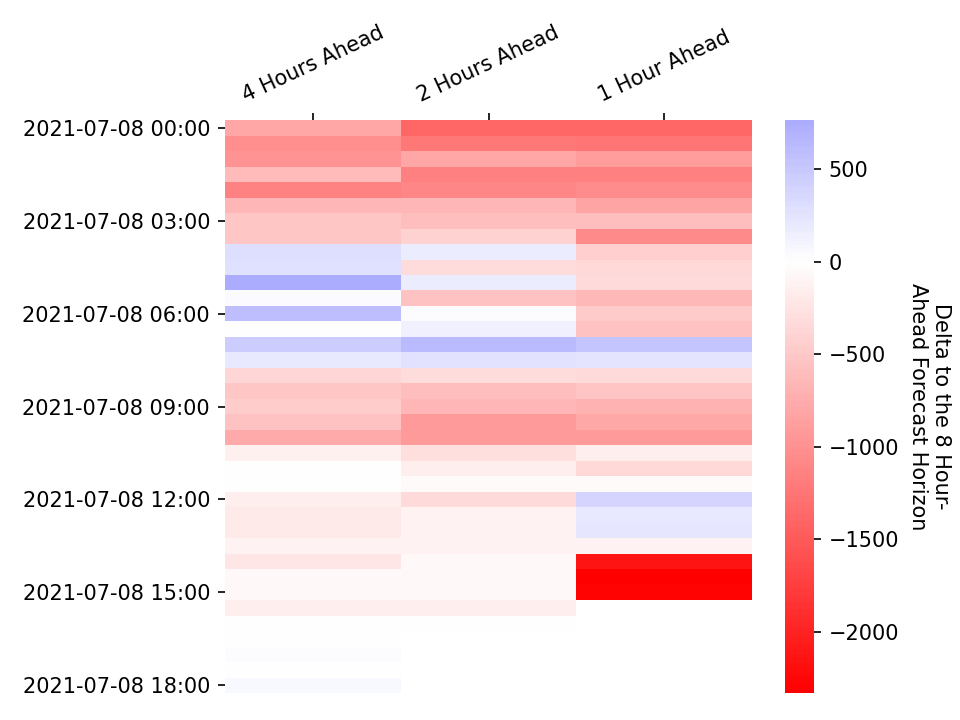 4 Hours Ahead
2 Hours Ahead
1 Hour Ahead
2021-07-08 00:00
2021-07-08 03:00
2021-07-08 06:00
2021-07-08 09:00
2021-07-08 12:00
2021-07-08 15:00
2021-07-08 18:00
500
0
−500
−1000
−1500
−2000
Delta to the 8 Hour-
Ahead Forecast Horizon